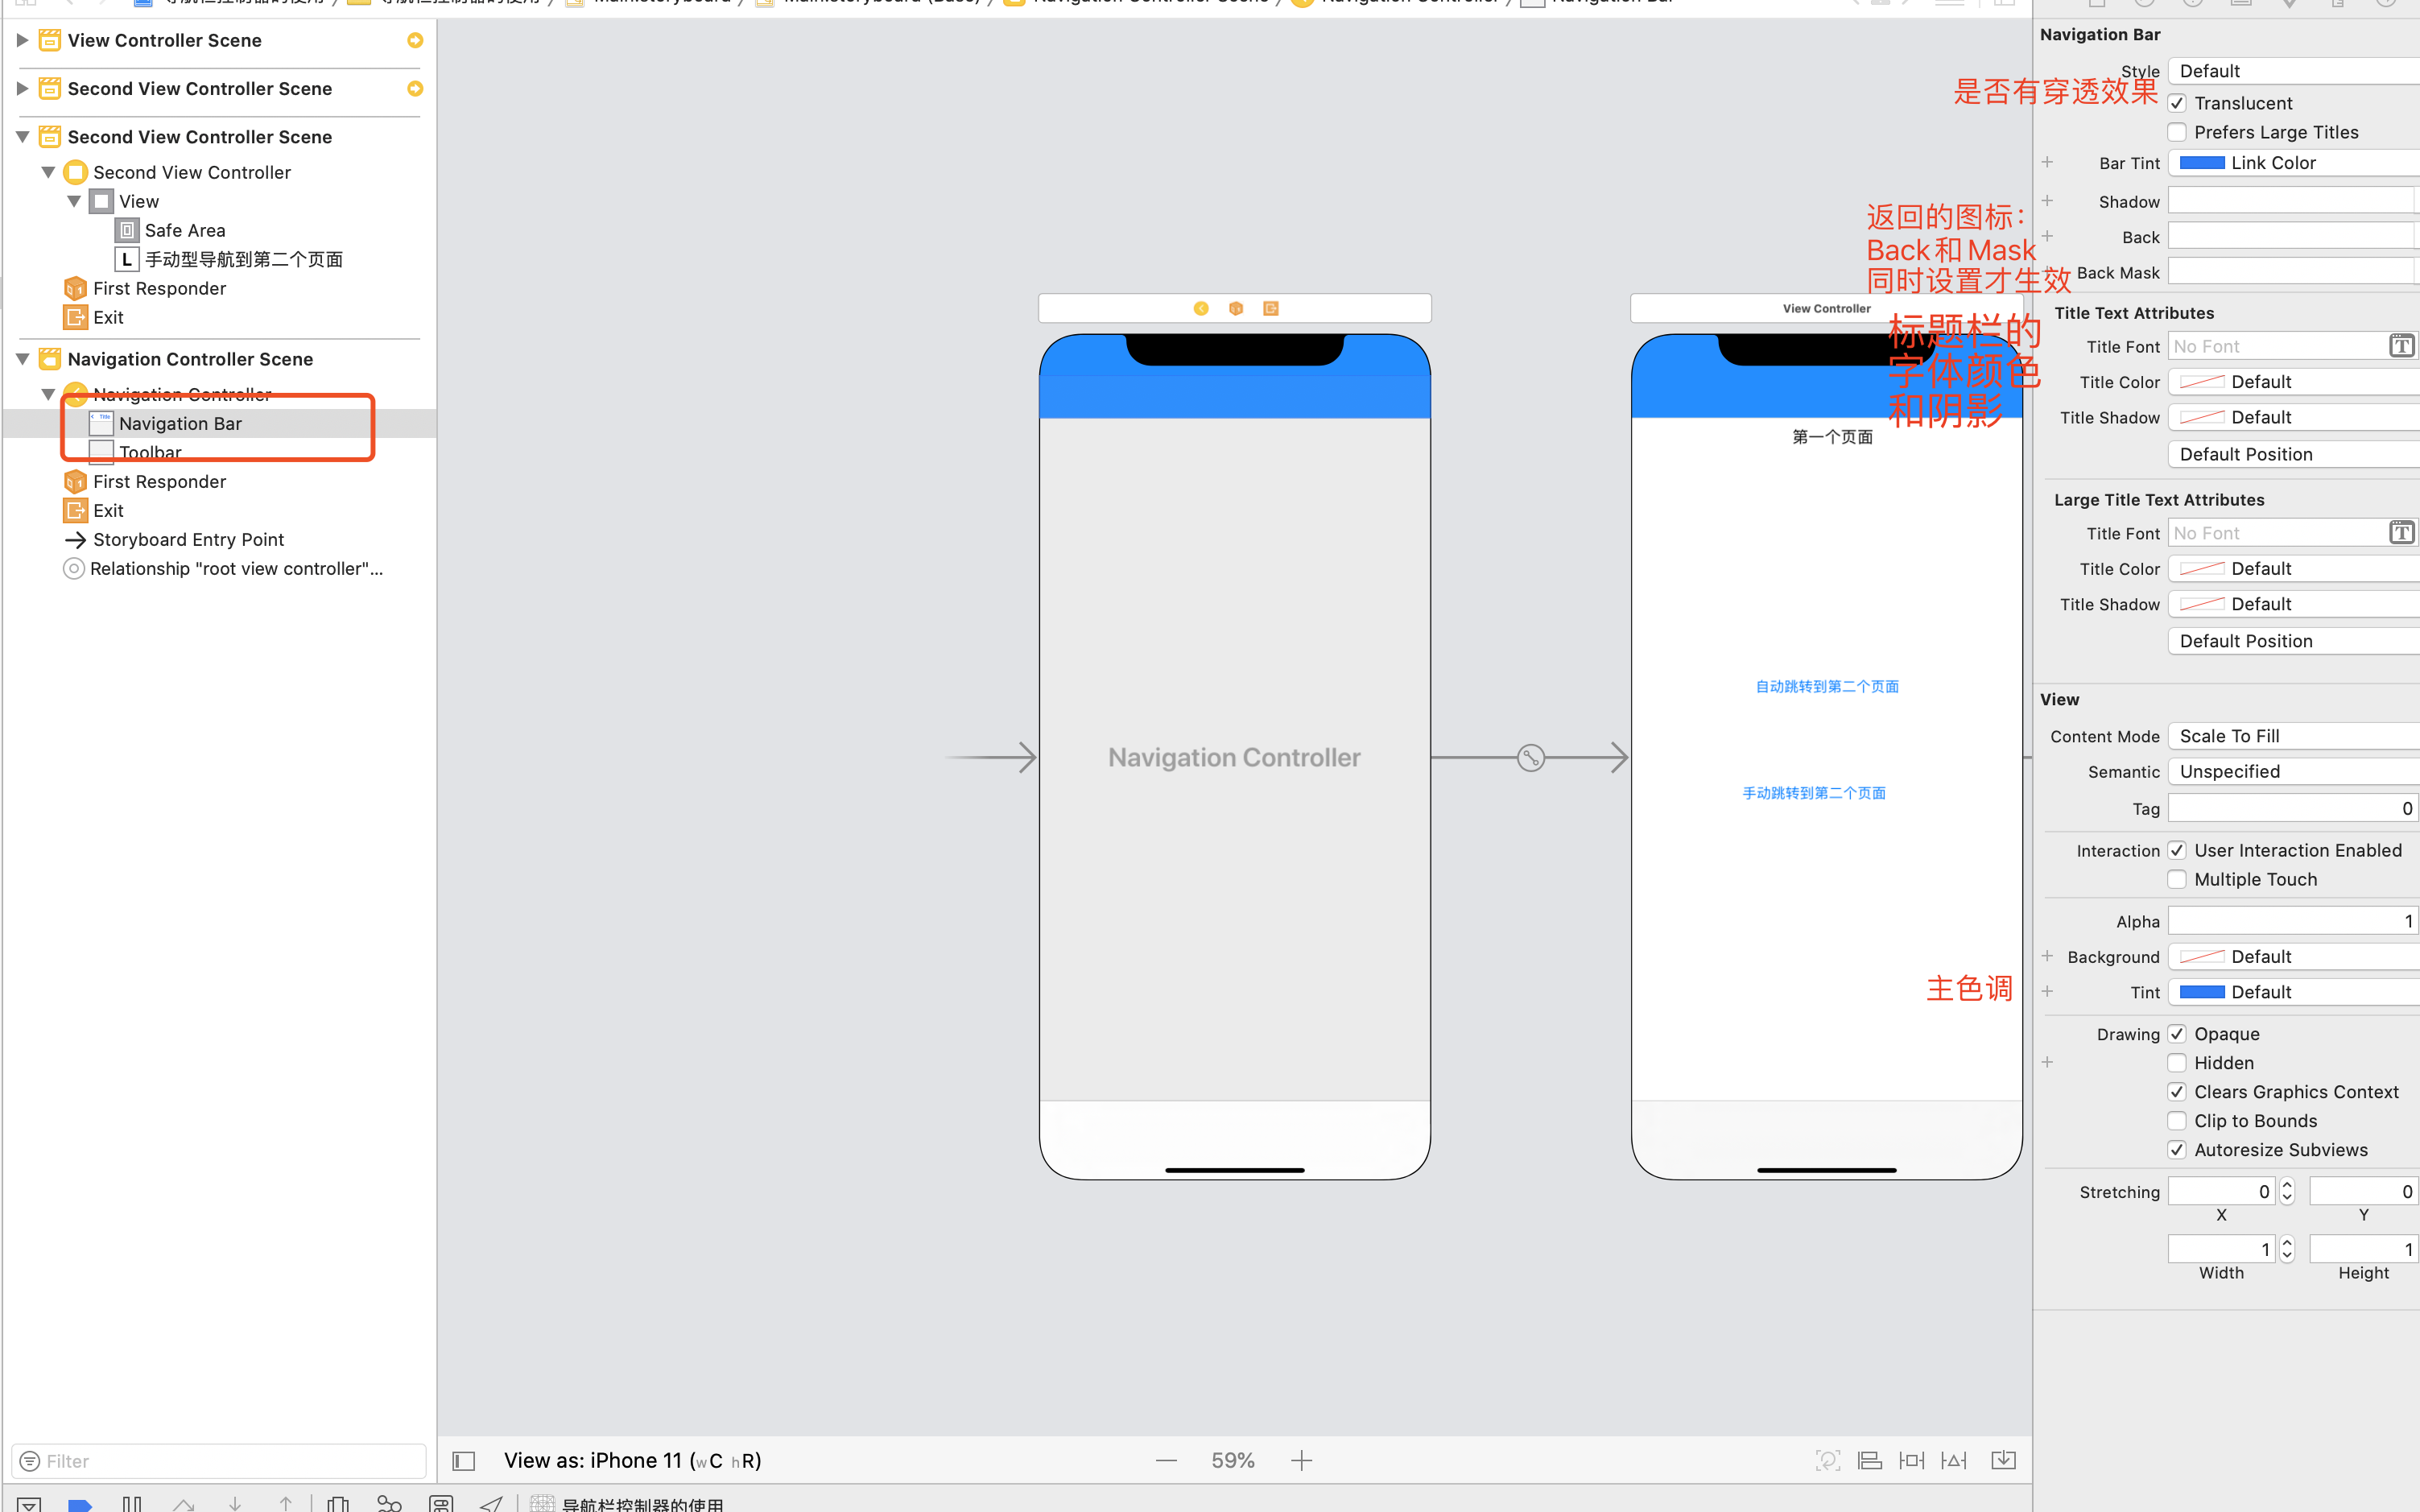 View Controller Scene
Second View Controller Scene
Second View Controller Scene
Second View Controller
View
Safe Area
L 手动型导航到第二个页面
First Responder
Exit
Navigation Controller Scene
Navigation Controller
Navigation Bar
Toolbar
First Responder
Exit
Storyboard Entry Point
Relationship "root view controller"...
Filter
Navigation Controller
View Controller
第一个页面
自动跳转到第二个页面
手动跳转到第二个页面
是否有穿透效果
返回的图标：
Back和Mask
同时设置才生效
标题栏的
字体颜色
和阴影
主色调
View as: iPhone 11 (wC hR)
59%
导航栏控制器的使用
Navigation Bar
Style Default
Translucent
Prefers Large Titles
Bar Tint Link Color
Shadow
Back
Back Mask
Title Text Attributes
Title Font No Font
Title Color Default
Title Shadow Default
Default Position
Large Title Text Attributes
Title Font No Font
Title Color Default
Title Shadow Default
Default Position
View
Content Mode Scale To Fill
Semantic Unspecified
Tag 0
Interaction User Interaction Enabled
Multiple Touch
Alpha 1
Background Default
Tint Default
Drawing Opaque
Hidden
Clears Graphics Context
Clip to Bounds
Autoresize Subviews
Stretching 0 0
X Y
1 1
Width Height